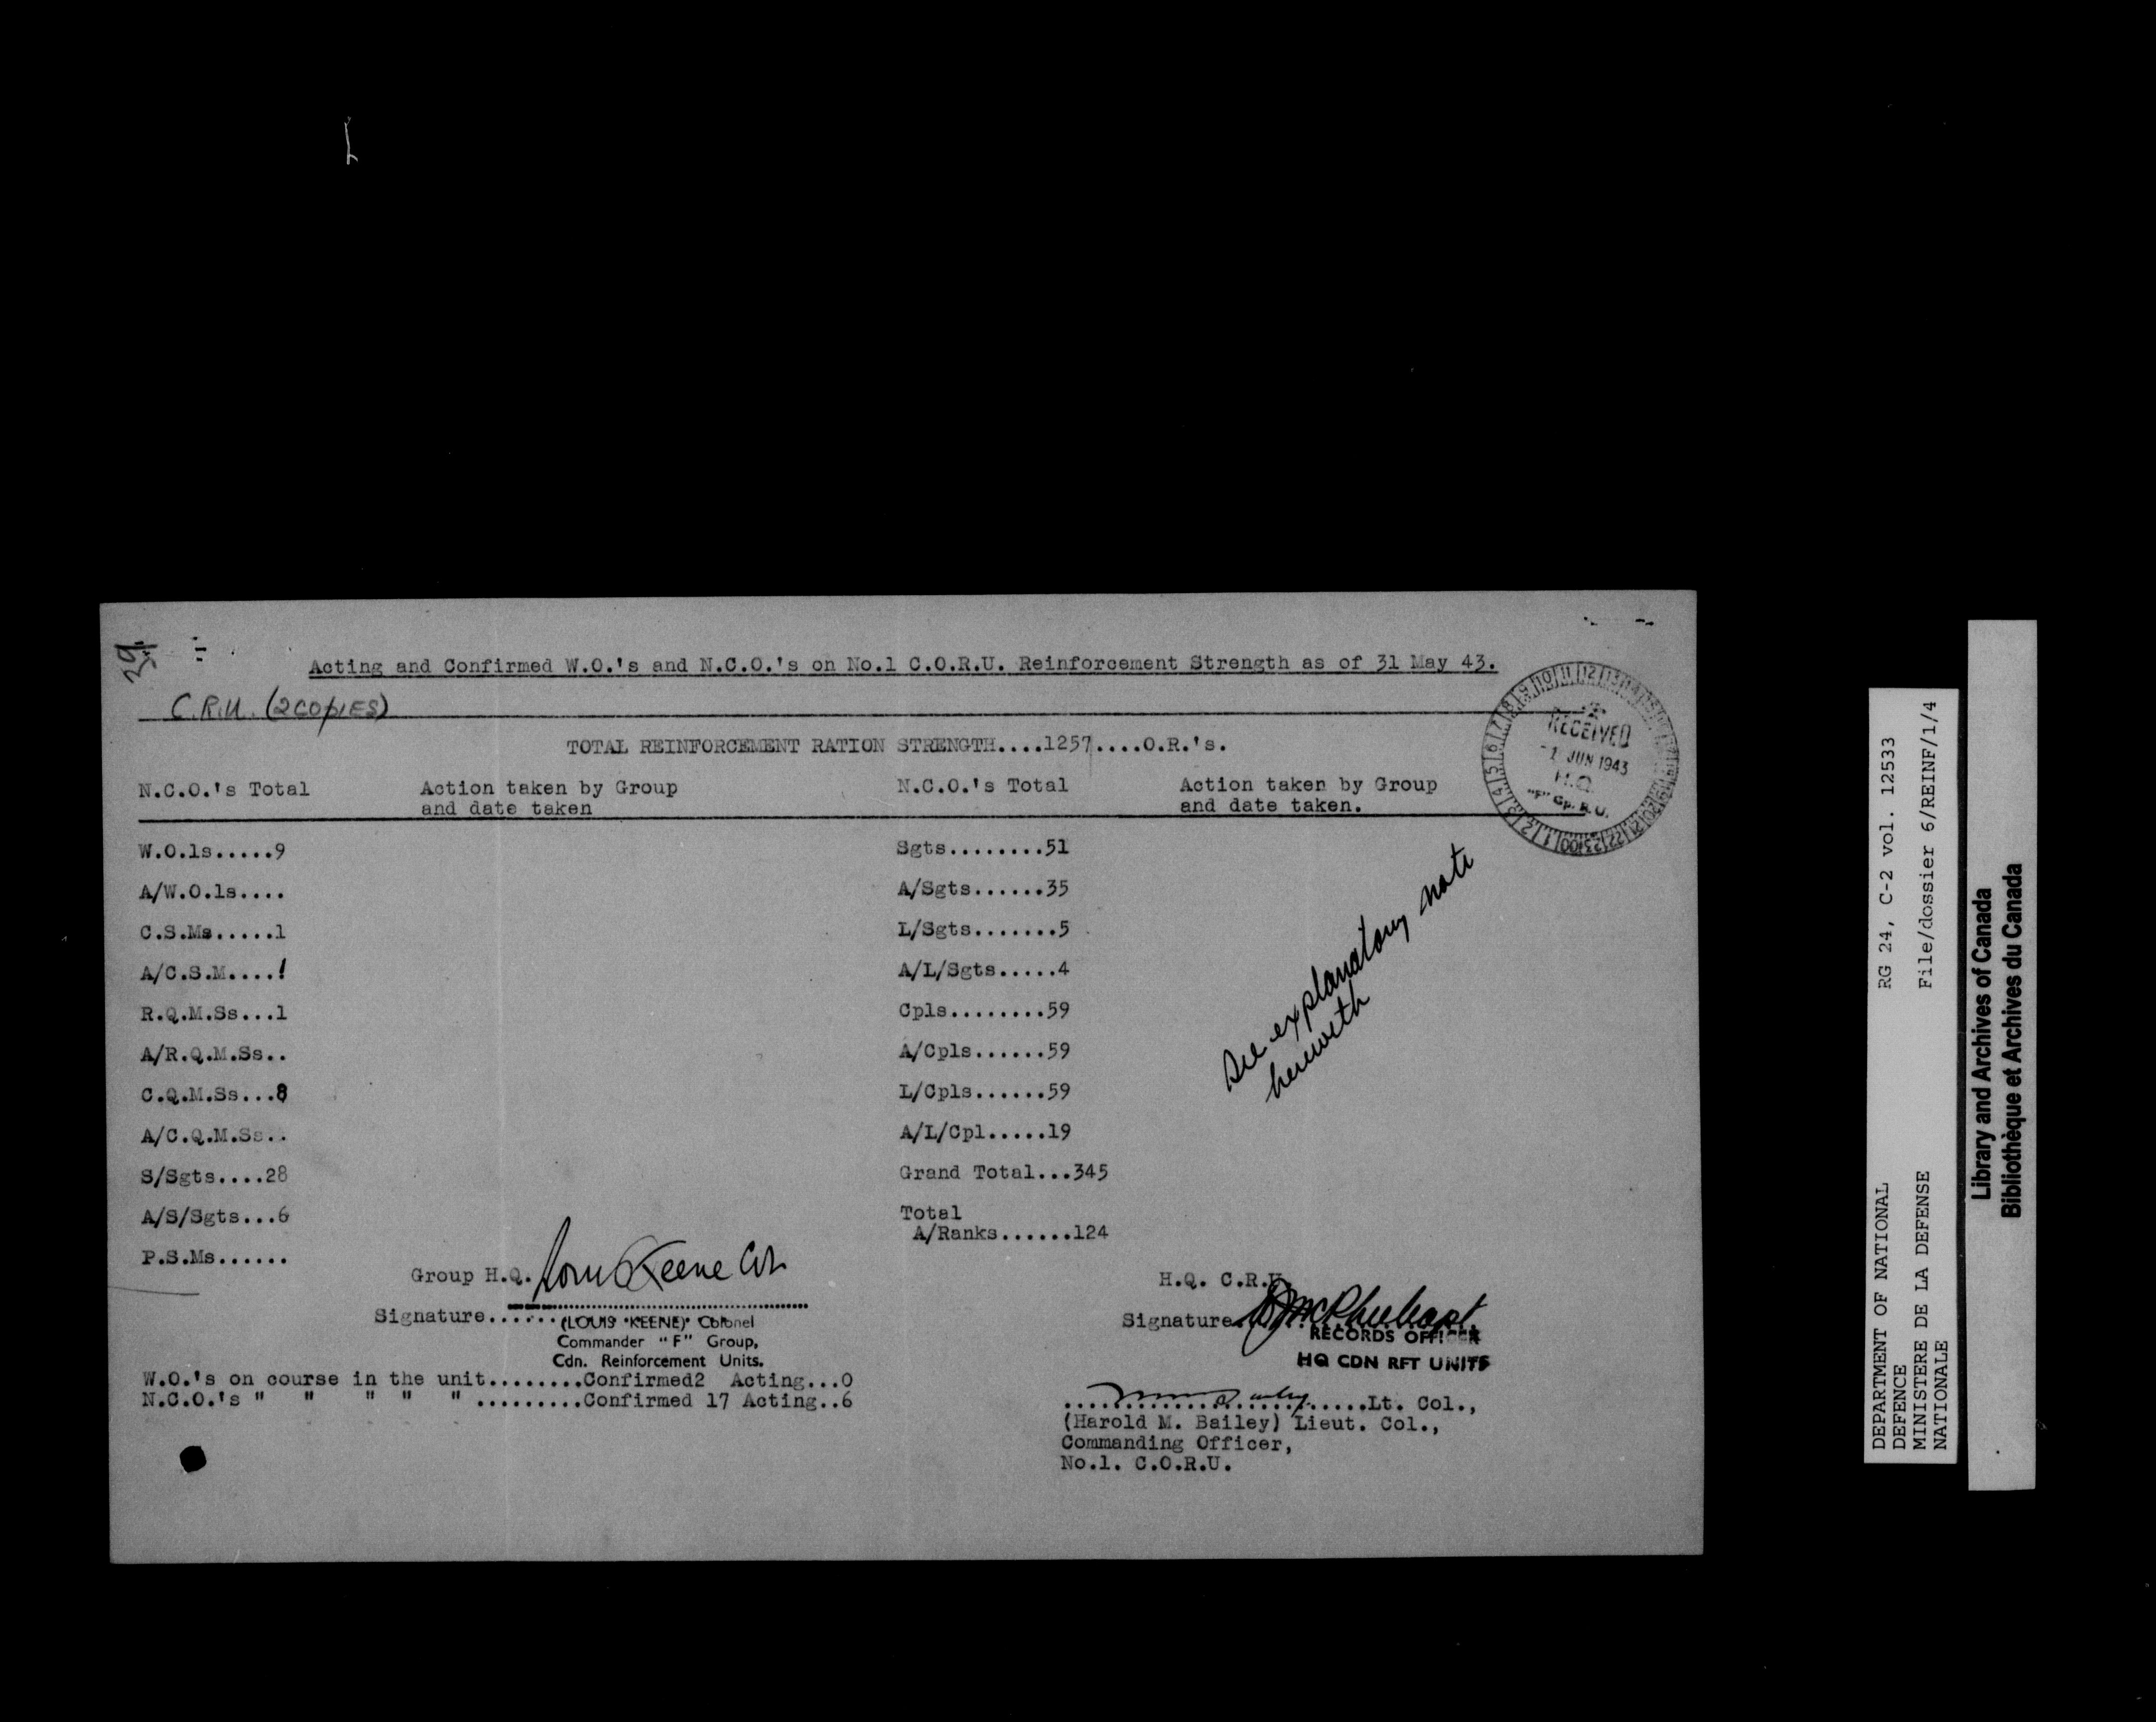 29
Acting and Confirmed W.O.'s and N.C.O.'s on No.1 C.O.R.U. Reinforcement Strength as of 31 May 43.
C.R.U. (2 COPIES)
TOTAL REINFORCEMENT RATION STRENGTH....1257....O.R.'s.
RECEIVED
-1 JUN 1943
H.Q.
"F" Gp. R.U.
N.C.O.'s Total Action taken by Group N.C.O.'s Total Action taken by Group
and date taken and date taken.
W.O.1s.....9 Sgts........51
A/W.O.1s.... A/Sgts......35
C.S.Ms.....1 L/Sgts.......5
A/C.S.M....1 A/L/Sgts.....4
R.Q.M.Ss...1 Cpls........59
A/R.Q.M.Ss.. A/Cpls......59
C.Q.M.Ss...8 L/Cpls......59
A/C.Q.M.Ss.. A/L/Cpl.....19
S/Sgts....28 Grand Total...345
A/S/Sgts...6 Total
A/Ranks......124
P.S.Ms......
See explanatory note
herewith
Group H.Q. Louis Keene Col
Signature......
(LOUIS KEENE) Colonel
Commander "F" Group,
Cdn. Reinforcement Units.
H.Q. C.R.U.
Signature
RECORDS OFFICER
HQ CDN RFT UNITS
W.O.'s on course in the unit........Confirmed2 Acting...0
N.C.O.'s " " " " " .........Confirmed 17 Acting..6
......Lt. Col.,
(Harold M. Bailey) Lieut. Col.,
Commanding Officer,
No.1. C.O.R.U.
DEPARTMENT OF NATIONAL DEFENCE
MINISTERE DE LA DEFENSE NATIONALE
RG 24, C-2 vol. 12533
File/dossier 6/REINF/1/4
Library and Archives of Canada
Bibliothèque et Archives du Canada